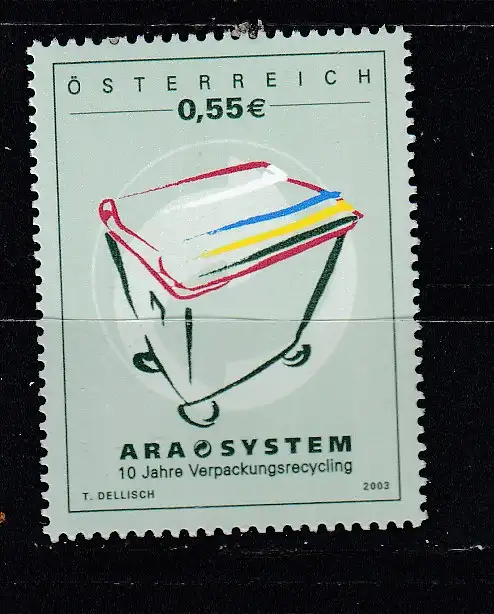 ÖSTERREICH
0,55€
ARA SYSTEM
10 Jahre Verpackungsrecycling
T. DELLISCH 2003